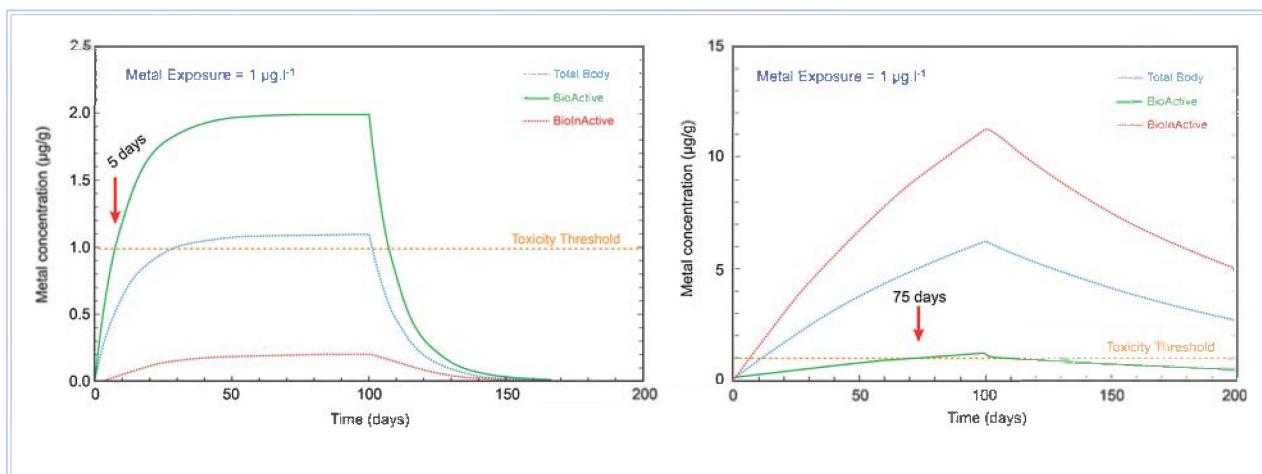 2.5
Metal Exposure = 1 µg.l⁻¹
Total Body
BioActive
BioInActive
2.0
5 days
1.5
1.0
Toxicity Threshold
0.5
0.0
0
50
100
150
200
Metal concentration (µg/g)
Time (days)
15
Metal Exposure = 1 µg.l⁻¹
Total Body
BioActive
BioInActive
10
5
75 days
Toxicity Threshold
0
0
50
100
150
200
Metal concentration (µg/g)
Time (days)